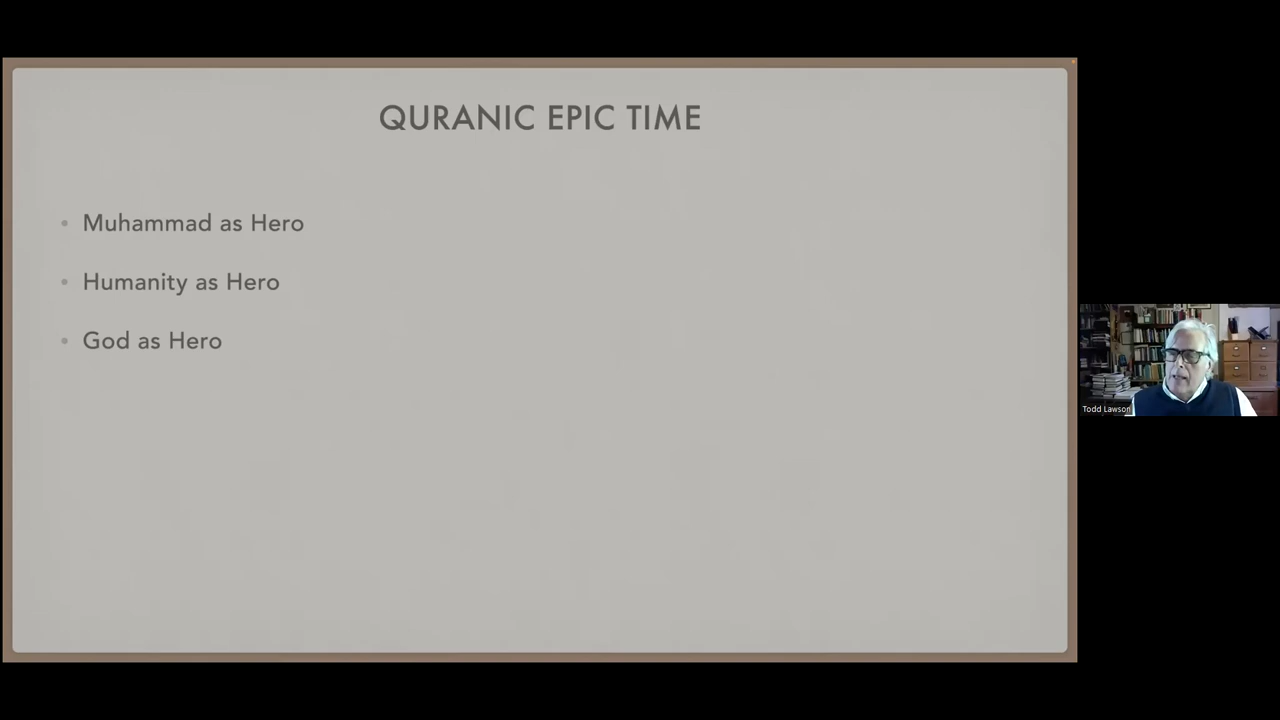 QURANIC EPIC TIME
• Muhammad as Hero
• Humanity as Hero
• God as Hero
Todd Lawson